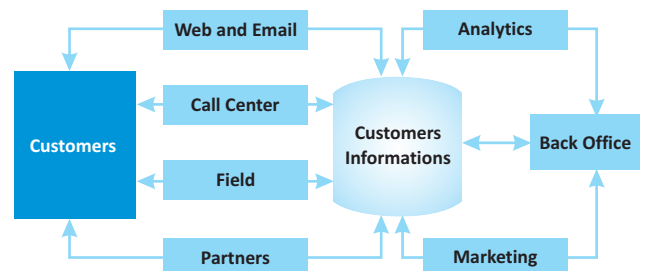 Web and Email
Analytics
Call Center
Customers
Customers
Informations
Back Office
Field
Partners
Marketing